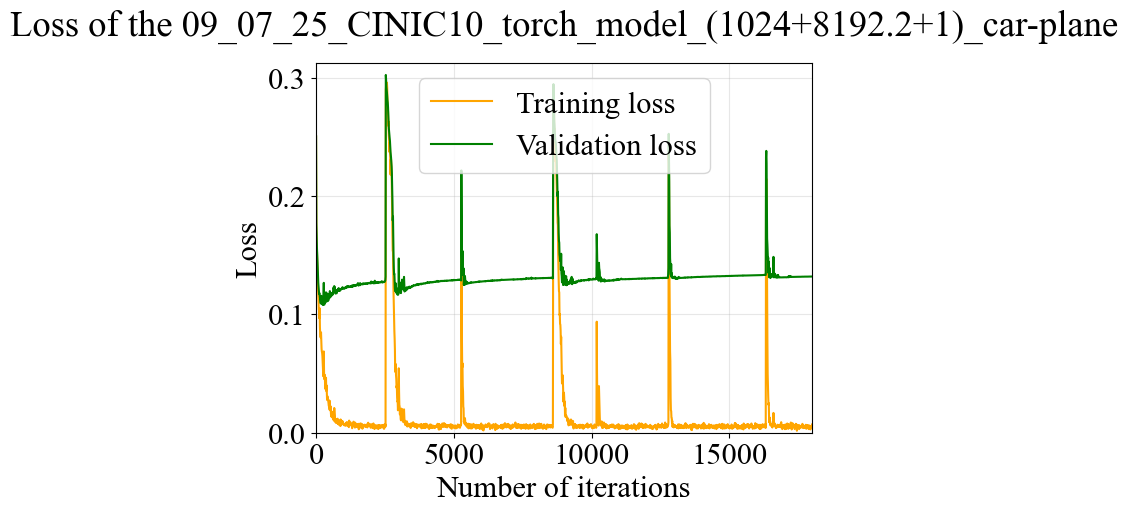 Loss of the 09_07_25_CINIC10_torch_model_(1024+8192.2+1)_car-plane
Training loss
Validation loss
Loss
0.3
0.2
0.1
0.0
0
5000
10000
15000
Number of iterations